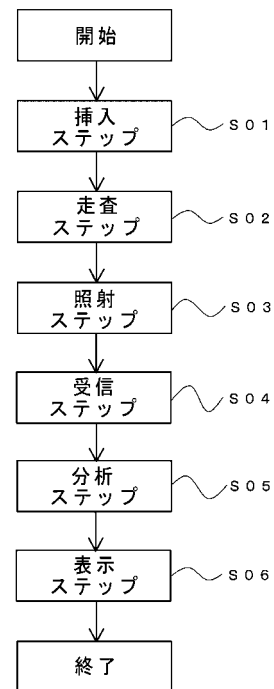 開始
挿入
ステップ
S01
走査
ステップ
S02
照射
ステップ
S03
受信
ステップ
S04
分析
ステップ
S05
表示
ステップ
S06
終了